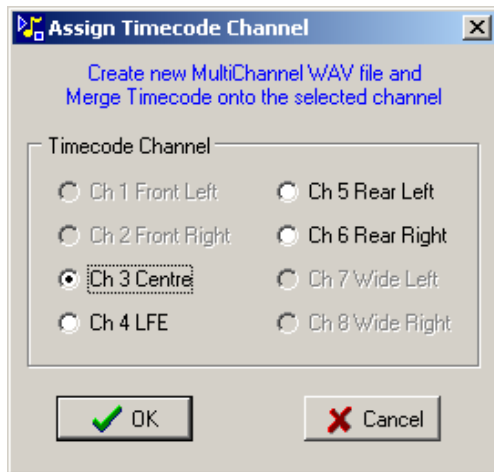 Assign Timecode Channel
Create new MultiChannel WAV file and
Merge Timecode onto the selected channel
Timecode Channel
Ch 1 Front Left
Ch 2 Front Right
Ch 3 Centre
Ch 4 LFE
Ch 5 Rear Left
Ch 6 Rear Right
Ch 7 Wide Left
Ch 8 Wide Right
OK
Cancel